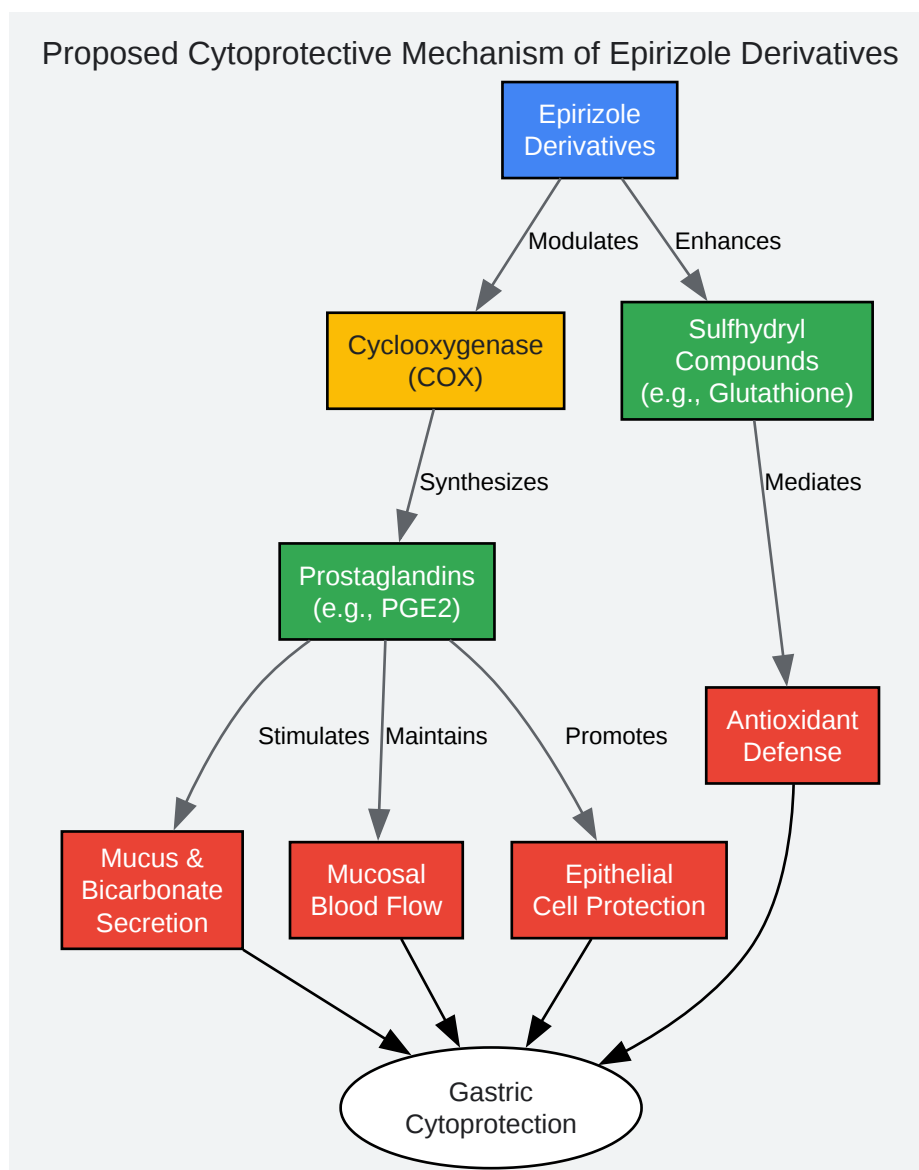 Proposed Cytoprotective Mechanism of Epirizole Derivatives
Epirizole
Derivatives
Modulates
Enhances
Cyclooxygenase
(COX)
Sulfhydryl
Compounds
(e.g., Glutathione)
Synthesizes
Mediates
Prostaglandins
(e.g., PGE2)
Stimulates
Maintains
Promotes
Antioxidant
Defense
Mucus &
Bicarbonate
Secretion
Mucosal
Blood Flow
Epithelial
Cell Protection
Gastric
Cytoprotection